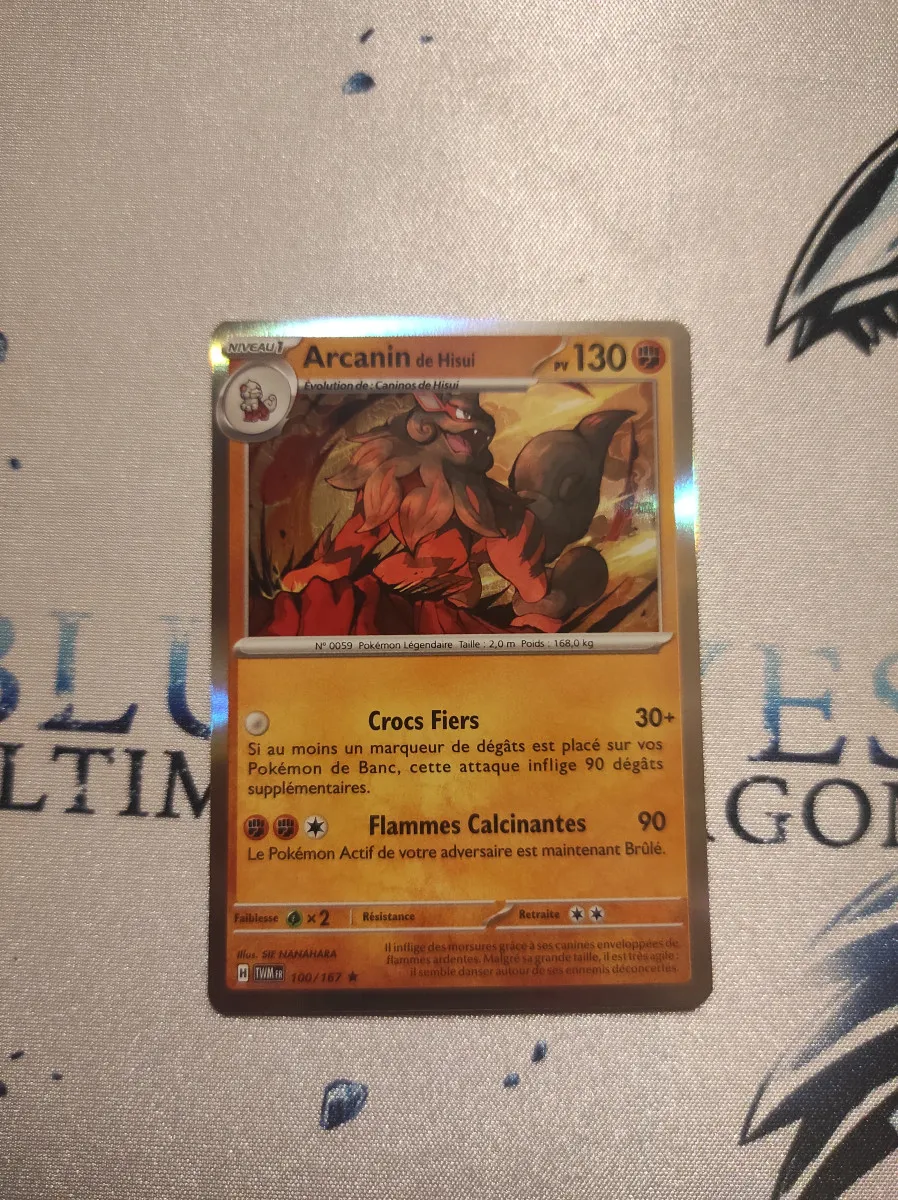 NIVEAU 1
Arcanin de Hisui
PV 130
Évolution de : Caninos de Hisui
N° 0059 Pokémon Légendaire Taille : 2,0 m Poids : 168,0 kg
Crocs Fiers 30+
Si au moins un marqueur de dégâts est placé sur vos
Pokémon de Banc, cette attaque inflige 90 dégâts
supplémentaires.
Flammes Calcinantes 90
Le Pokémon Actif de votre adversaire est maintenant Brûlé.
Faiblesse ×2 Résistance Retraite
Illus. SIE NANAHARA
H TWM FR 100/167
Il inflige des morsures grâce à ses canines enveloppées de
flammes ardentes. Malgré sa grande taille, il est très agile :
il semble danser autour de ses ennemis déconcertés.
BLU YES
LTIM AGON